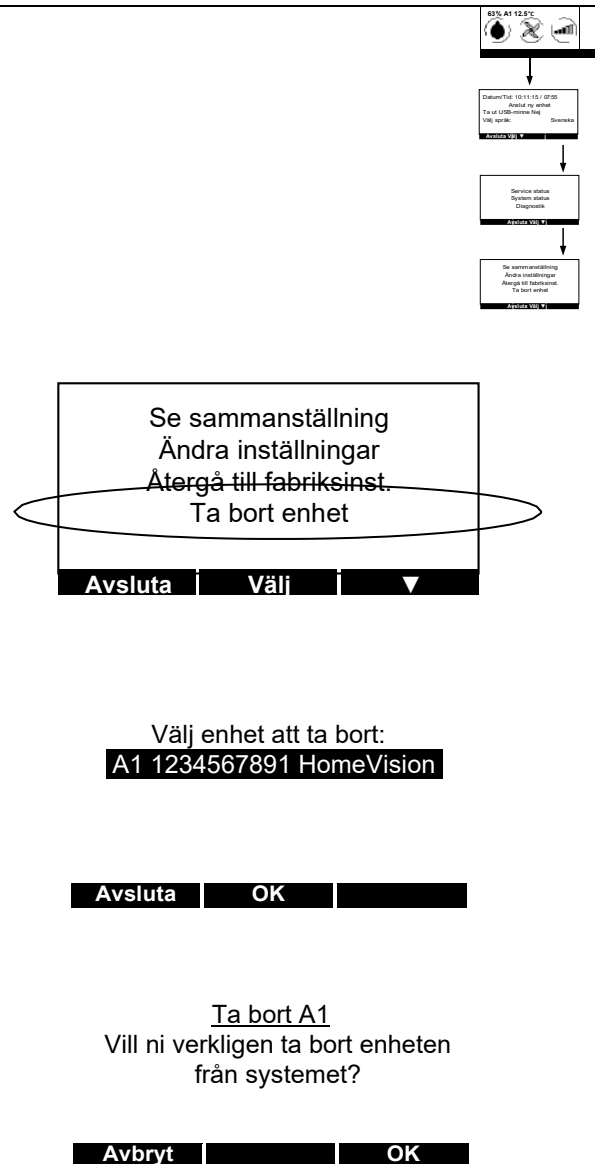 63% A1 12.5°C
Datum/Tid: 10:11:15 / 07:55
Anslut ny enhet
Ta ut USB-minne Nej
Välj språk: Svenska
Avsluta Välj ▼
Service status
System status
Diagnostik
Avsluta Välj ▼
Se sammanställning
Ändra inställningar
Återgå till fabriksinst.
Ta bort enhet
Avsluta Välj ▼
Se sammanställning
Ändra inställningar
Återgå till fabriksinst.
Ta bort enhet
Avsluta Välj ▼
Välj enhet att ta bort:
A1 1234567891 HomeVision
Avsluta OK
Ta bort A1
Vill ni verkligen ta bort enheten
från systemet?
Avbryt OK